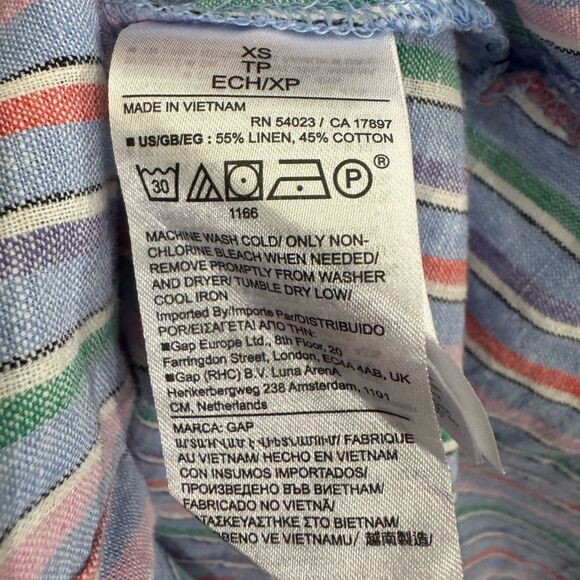 XS
TP
ECH/XP
MADE IN VIETNAM
RN 54023 / CA 17897
■ US/GB/EG : 55% LINEN, 45% COTTON
30 P ®
1166
MACHINE WASH COLD/ ONLY NON-
CHLORINE BLEACH WHEN NEEDED/
REMOVE PROMPTLY FROM WASHER
AND DRYER/ TUMBLE DRY LOW/
COOL IRON
Imported By/Importe Par/DISTRIBUIDO
POR/ΕΙΣΑΓΕΤΑΙ ΑΠΟ ΤΗΝ:
■Gap Europe Ltd., 8th Floor, 20
Farringdon Street, London, EC4A 4AB, UK
■Gap (RHC) B.V. Luna ArenA
Herikerbergweg 238 Amsterdam, 1101
CM, Netherlands
MARCA: GAP
FABRIQUE
AU VIETNAM/ HECHO EN VIETNAM
CON INSUMOS IMPORTADOS/
ПРОИЗВЕДЕНО ВЪВ ВИЕТНАМ/
FABRICADO NO VIETNÃ/
ΤΑΣΚΕΥΑΣΤΗΚΕ ΣΤΟ ΒΙΕΤΝΑΜ/
NE DU VIETNAM/ 越南製造/